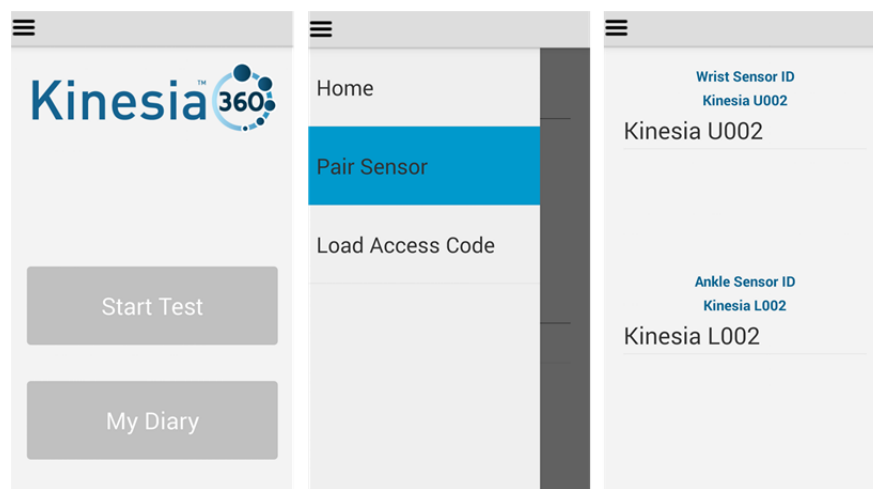 Kinesia™ 360
Start Test
My Diary
Home
Pair Sensor
Load Access Code
Wrist Sensor ID
Kinesia U002
Kinesia U002
Ankle Sensor ID
Kinesia L002
Kinesia L002